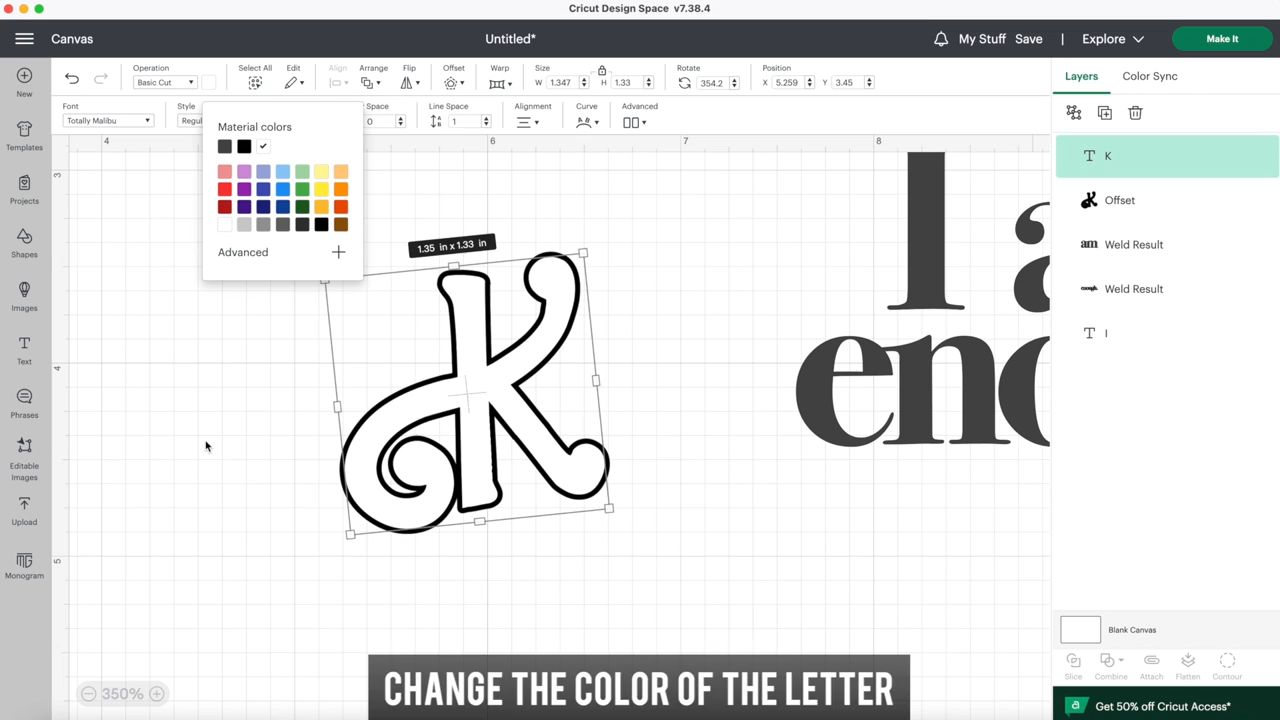 Cricut Design Space v7.38.4
Canvas
Untitled*
My Stuff
Save
|
Explore
Make It
New
Templates
Projects
Shapes
Images
Text
Phrases
Editable
Images
Upload
Monogram
Operation
Basic Cut
Select All
Edit
Align
Arrange
Flip
Offset
Warp
Size
W 1.347
H 1.33
Rotate
354.2
Position
X 5.259
Y 3.45
Font
Totally Malibu
Style
Regul
Space
0
Line Space
1
Alignment
Curve
Advanced
Material colors
Advanced
4
6
7
8
3
4
5
1.35 in x 1.33 in
K
I a
eno
350%
Layers
Color Sync
K
Offset
am Weld Result
enough. Weld Result
I
Blank Canvas
Slice
Combine
Attach
Flatten
Contour
a
Get 50% off Cricut Access*
CHANGE THE COLOR OF THE LETTER